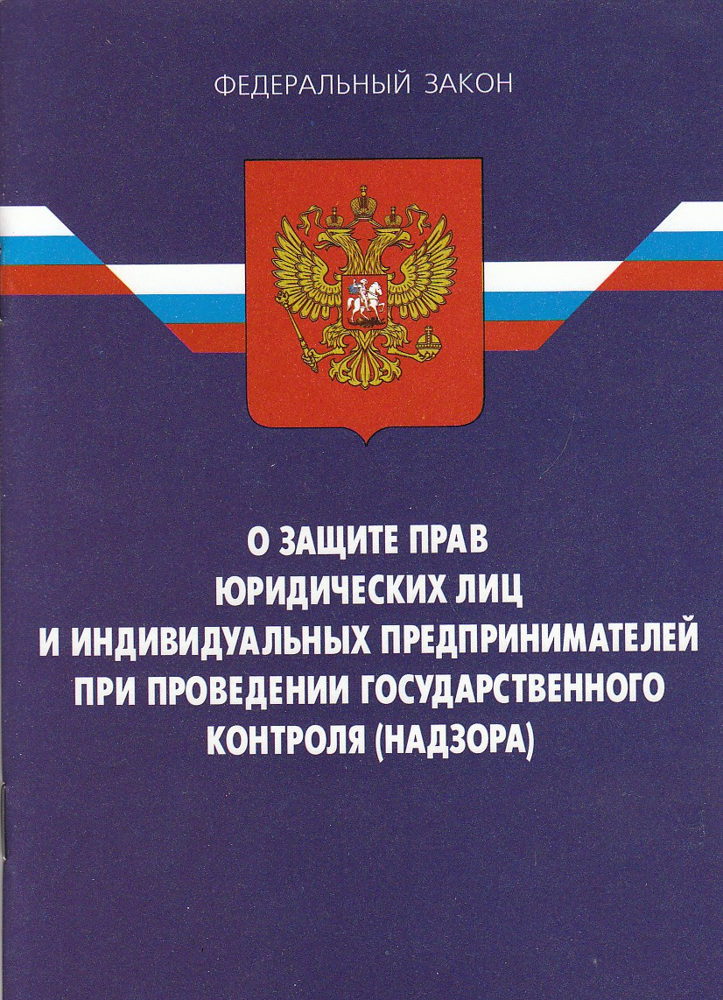 ФЕДЕРАЛЬНЫЙ ЗАКОН
О ЗАЩИТЕ ПРАВ
ЮРИДИЧЕСКИХ ЛИЦ
И ИНДИВИДУАЛЬНЫХ ПРЕДПРИНИМАТЕЛЕЙ
ПРИ ПРОВЕДЕНИИ ГОСУДАРСТВЕННОГО
КОНТРОЛЯ (НАДЗОРА)